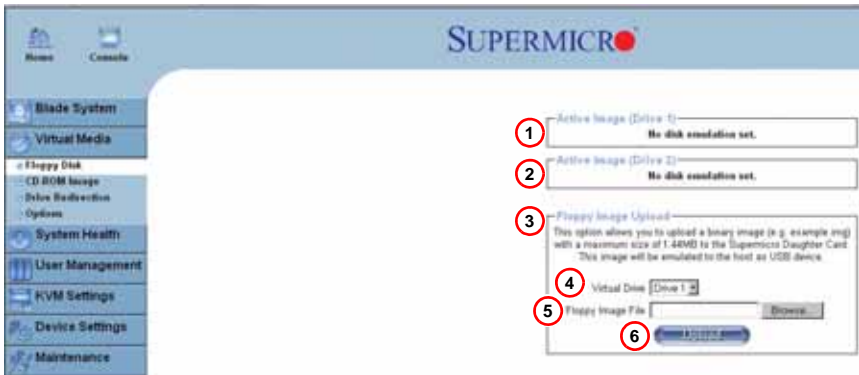 Home
Console
SUPERMICRO
Blade System
Virtual Media
Floppy Disk
CD ROM Image
Drive Redirection
Options
System Health
User Management
KVM Settings
Device Settings
Maintenance
1
Active Image (Drive 1)
No disk emulation set.
2
Active Image (Drive 2)
No disk emulation set.
3
Floppy Image Upload
This option allows you to upload a binary image (e.g. example img)
with a maximum size of 1.44MB to the Supermicro Daughter Card.
This image will be emulated to the host as USB device.
4
Virtual Drive
Drive 1
5
Floppy Image File
Browse...
6
Upload